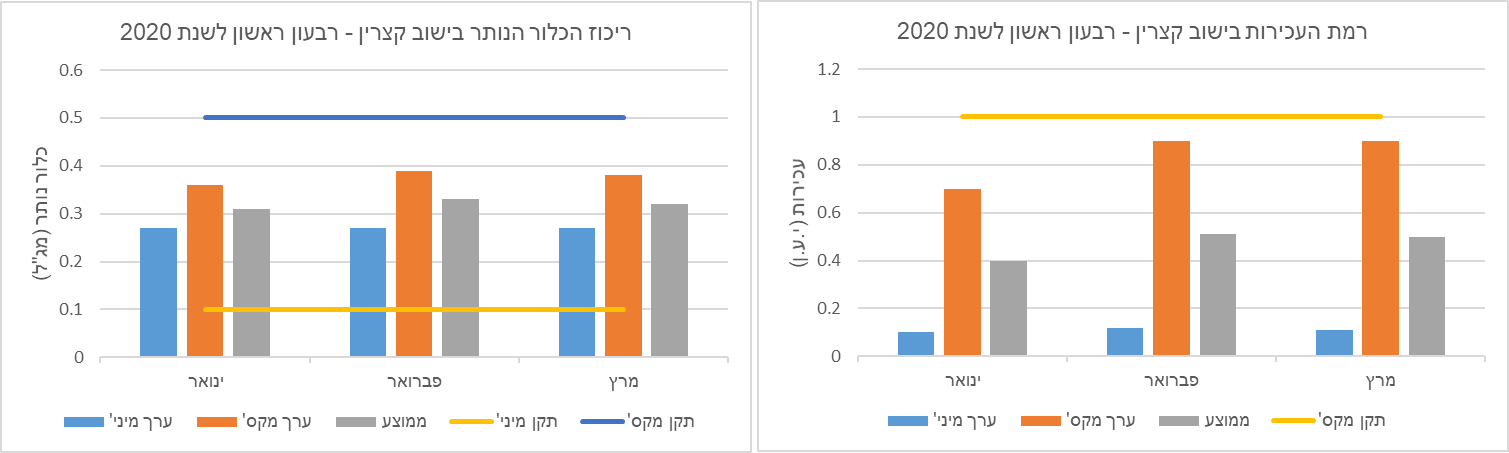 ריכוז הכלור הנותר בישוב קצרין - רבעון ראשון לשנת 2020
כלור נותר (מג"ל)
0.6
0.5
0.4
0.3
0.2
0.1
0
ינואר
פברואר
מרץ
ערך מיני'
ערך מקס'
ממוצע
תקן מיני'
תקן מקס'
רמת העכירות בישוב קצרין - רבעון ראשון לשנת 2020
עכירות (י.ע.ן)
1.2
1
0.8
0.6
0.4
0.2
0
ינואר
פברואר
מרץ
ערך מיני'
ערך מקס'
ממוצע
תקן מקס'